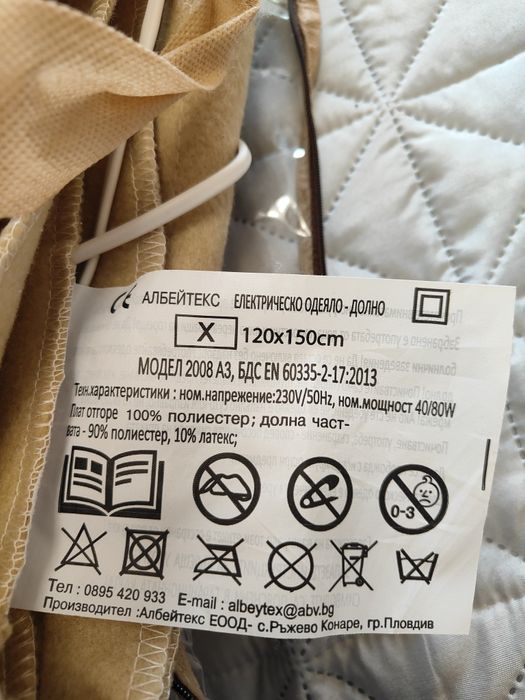 CE АЛБЕЙТЕКС ЕЛЕКТРИЧЕСКО ОДЕЯЛО - ДОЛНО
X 120x150cm
МОДЕЛ 2008 А3, БДС EN 60335-2-17:2013
Техн.характеристики : ном.напрежение:230V/50Hz, ном.мощност 40/80W
Плат отгоре 100% полиестер; долна част-
вата - 90% полиестер, 10% латекс;
0-3
Тел : 0895 420 933 E-mail : albeytex@abv.bg
Производител :Албейтекс ЕООД- с.Ръжево Конаре, гр.Пловдив